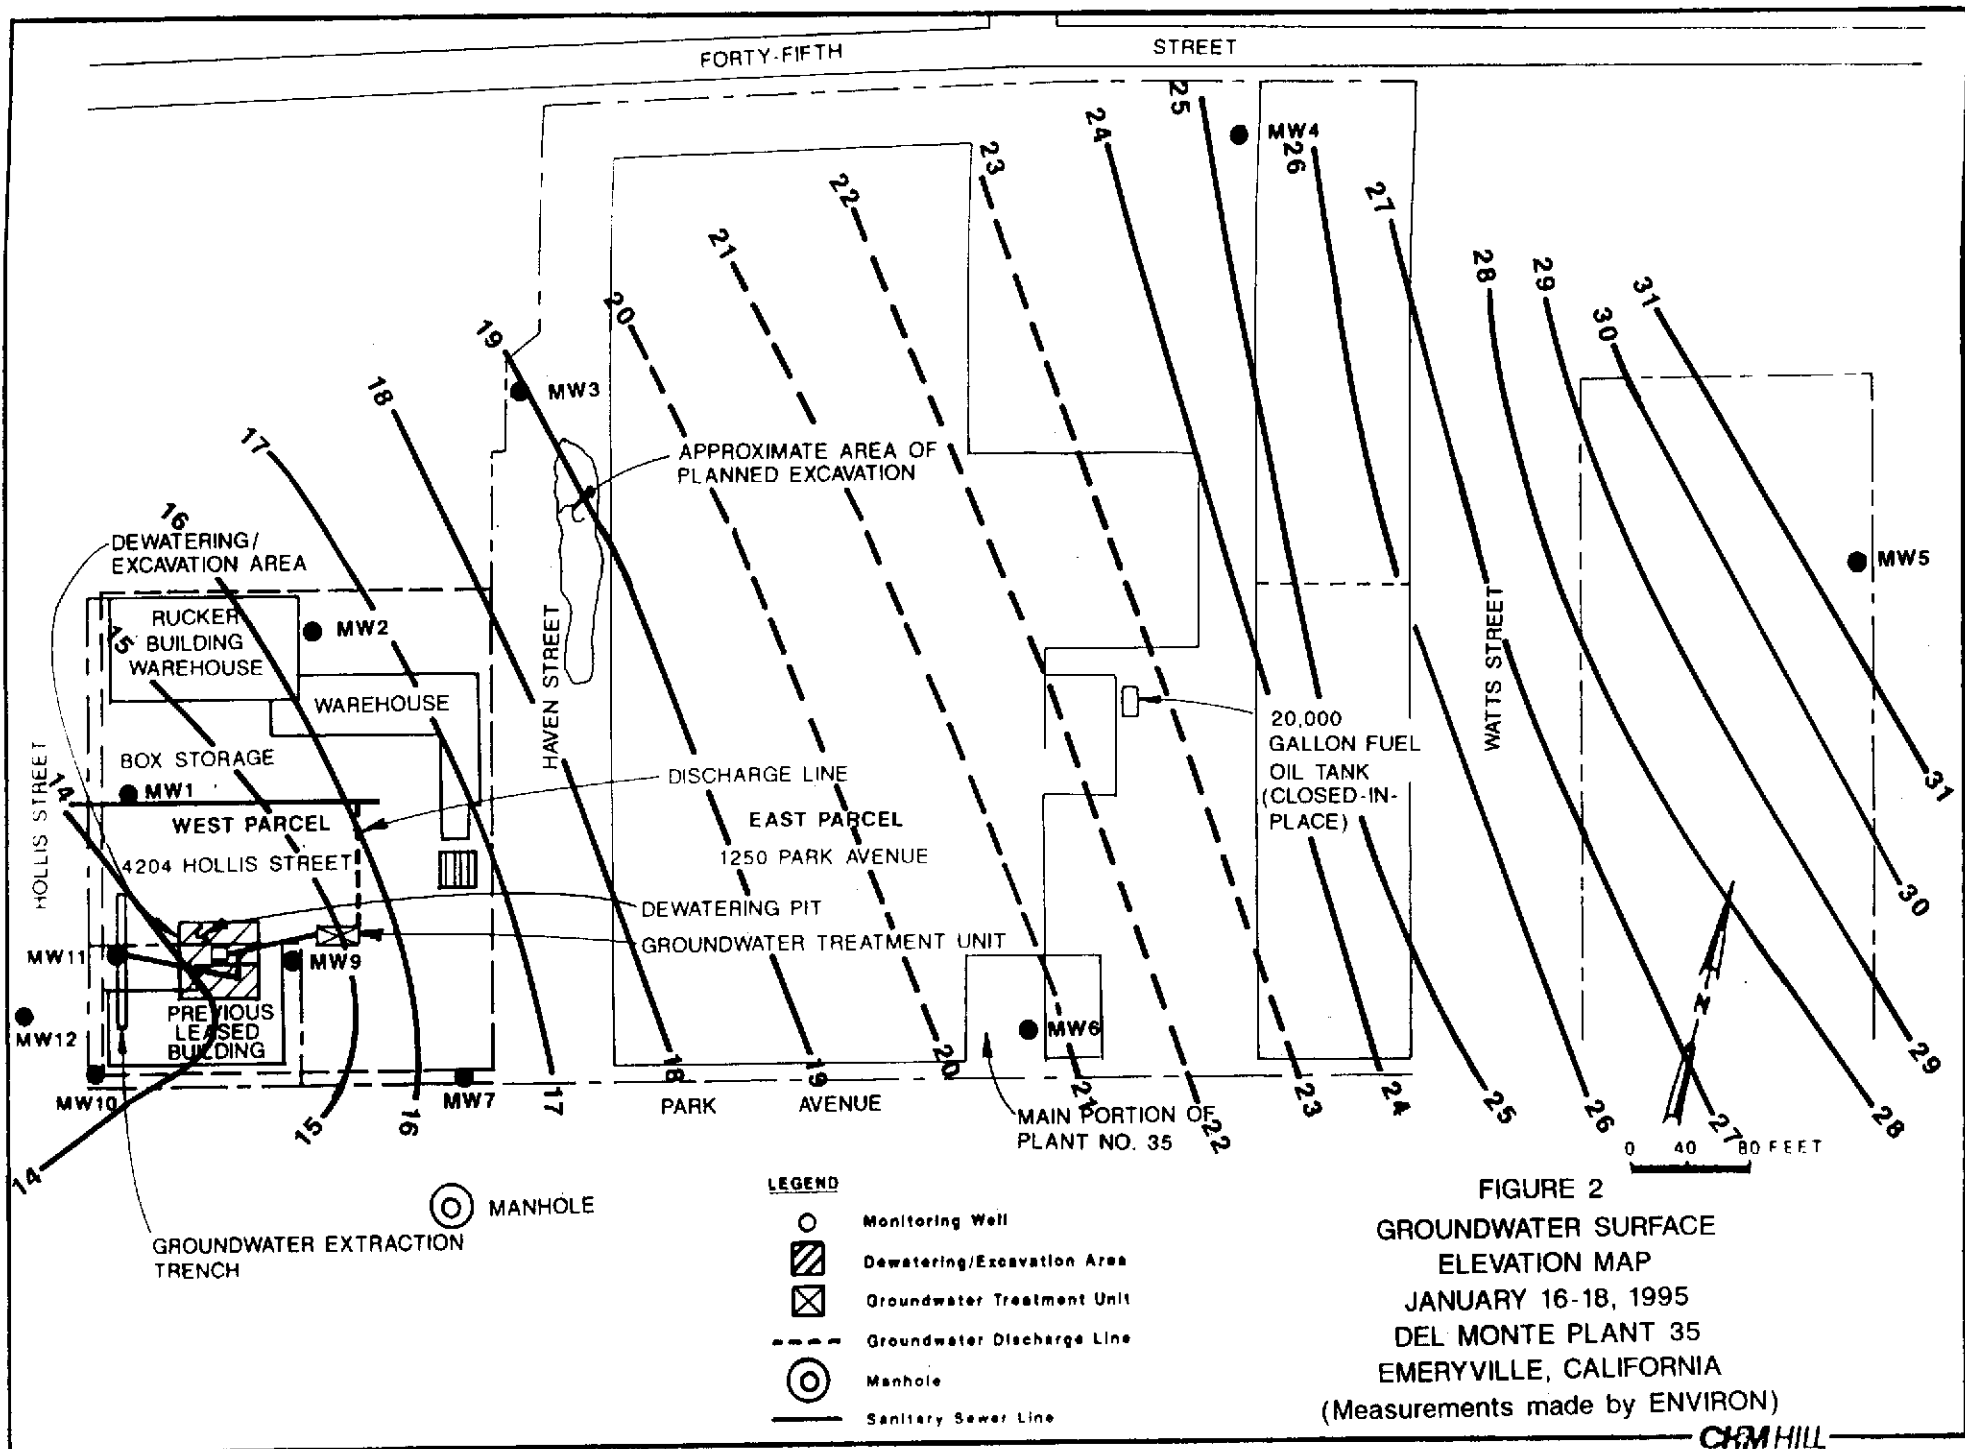 FORTY-FIFTH STREET
25
24
MW4
26
23
22
27
21
28
29
31
20
30
19
MW3
18
APPROXIMATE AREA OF
PLANNED EXCAVATION
17
16
DEWATERING/
EXCAVATION AREA
MW5
RUCKER
BUILDING
WAREHOUSE
15
MW2
HAVEN STREET
WATTS STREET
WAREHOUSE
20,000
GALLON FUEL
OIL TANK
(CLOSED-IN-
PLACE)
HOLLIS STREET
BOX STORAGE
DISCHARGE LINE
14
MW1
WEST PARCEL
4204 HOLLIS STREET
EAST PARCEL
1250 PARK AVENUE
31
30
DEWATERING PIT
GROUNDWATER TREATMENT UNIT
MW11
MW9
MW12
PREVIOUS
LEASED
BUILDING
MW6
N
29
MW10
MW7
15
16
17
18
19
20
21
22
23
24
25
26
27
28
PARK AVENUE
MAIN PORTION OF
PLANT NO. 35
14
0 40 80 FEET
MANHOLE
GROUNDWATER EXTRACTION
TRENCH
LEGEND
Monitoring Well
Dewatering/Excavation Area
Groundwater Treatment Unit
Groundwater Discharge Line
Manhole
Sanitary Sewer Line
FIGURE 2
GROUNDWATER SURFACE
ELEVATION MAP
JANUARY 16-18, 1995
DEL MONTE PLANT 35
EMERYVILLE, CALIFORNIA
(Measurements made by ENVIRON)
CHM HILL